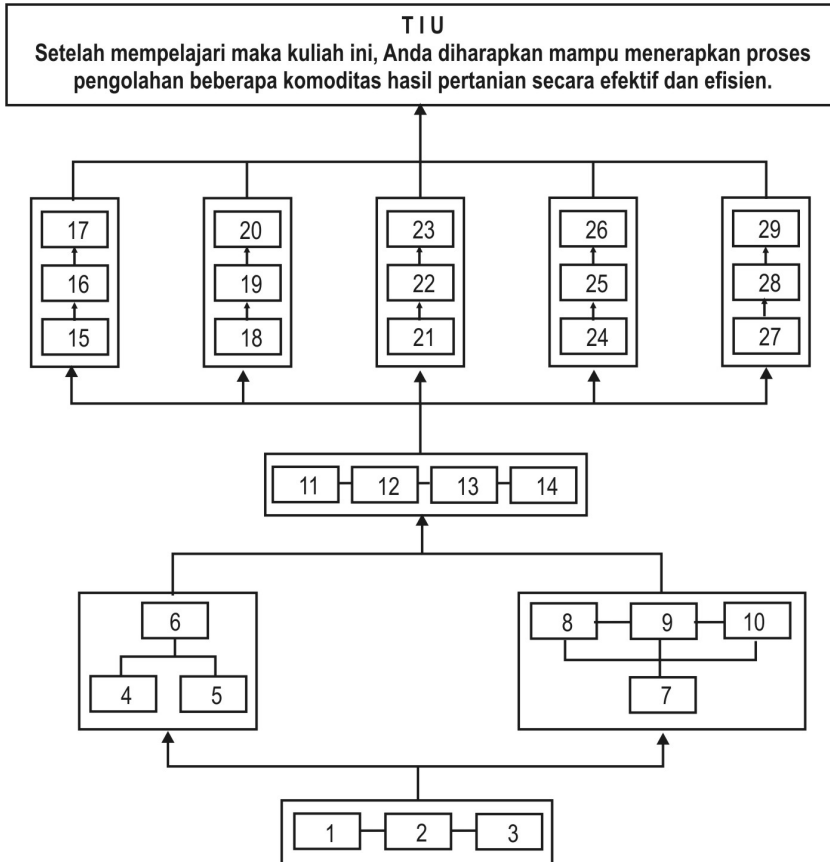 T I U
Setelah mempelajari maka kuliah ini, Anda diharapkan mampu menerapkan proses
pengolahan beberapa komoditas hasil pertanian secara efektif dan efisien.
17 20 23 26 29
16 19 22 25 28
15 18 21 24 27
11 12 13 14
6 8 9 10
4 5 7
1 2 3